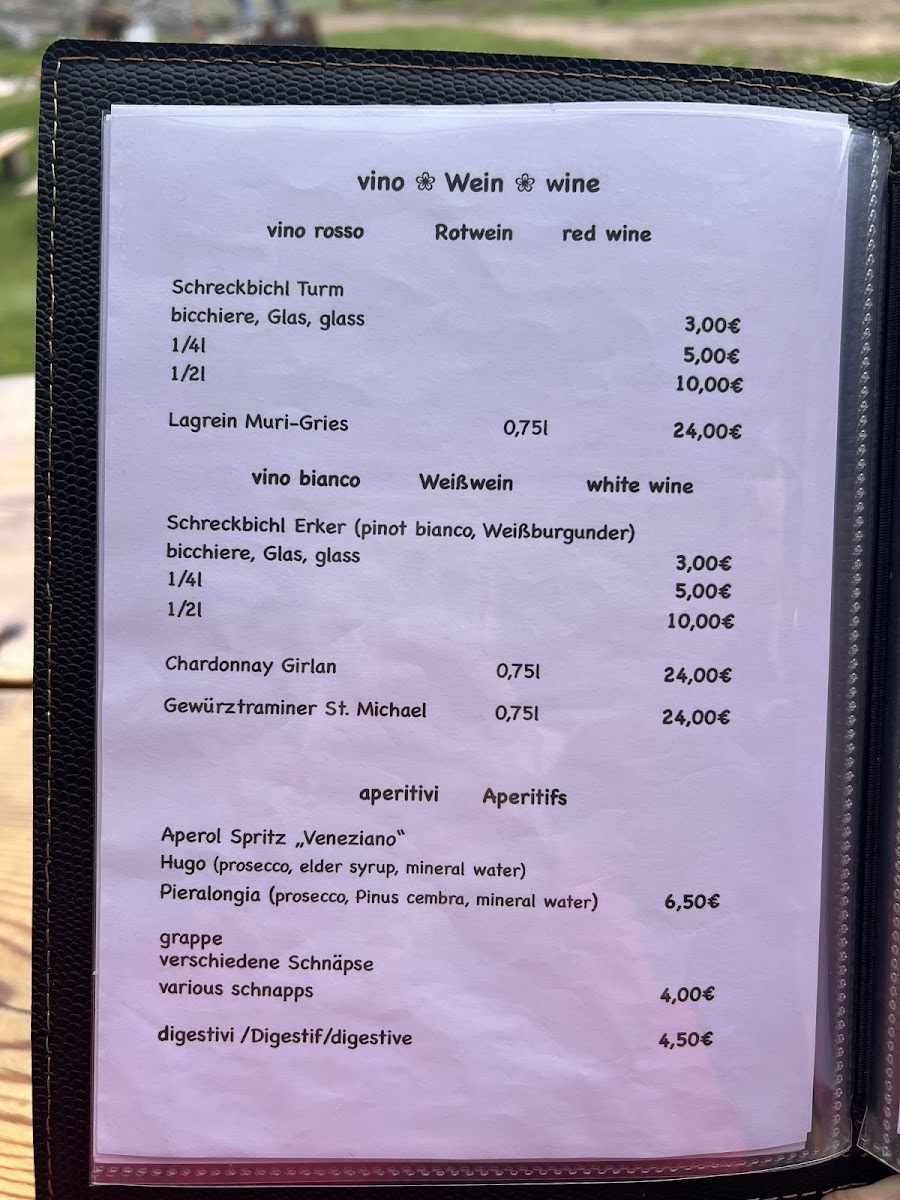 vino ❀ Wein ❀ wine
vino rosso Rotwein red wine
Schreckbichl Turm
bicchiere, Glas, glass 3,00€
1/4l 5,00€
1/2l 10,00€
Lagrein Muri-Gries 0,75l 24,00€
vino bianco Weißwein white wine
Schreckbichl Erker (pinot bianco, Weißburgunder)
bicchiere, Glas, glass 3,00€
1/4l 5,00€
1/2l 10,00€
Chardonnay Girlan 0,75l 24,00€
Gewürztraminer St. Michael 0,75l 24,00€
aperitivi Aperitifs
Aperol Spritz „Veneziano“
Hugo (prosecco, elder syrup, mineral water)
Pieralongia (prosecco, Pinus cembra, mineral water) 6,50€
grappe
verschiedene Schnäpse
various schnapps 4,00€
digestivi /Digestif/digestive 4,50€